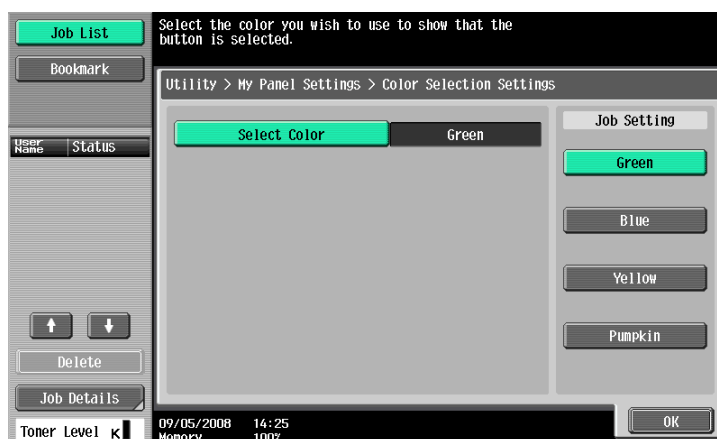 Job List
Bookmark
User Name
Status
Delete
Job Details
Toner Level K
Select the color you wish to use to show that the
button is selected.
Utility > My Panel Settings > Color Selection Settings
Select Color
Green
Job Setting
Green
Blue
Yellow
Pumpkin
09/05/2008 14:25
Memory 100%
OK